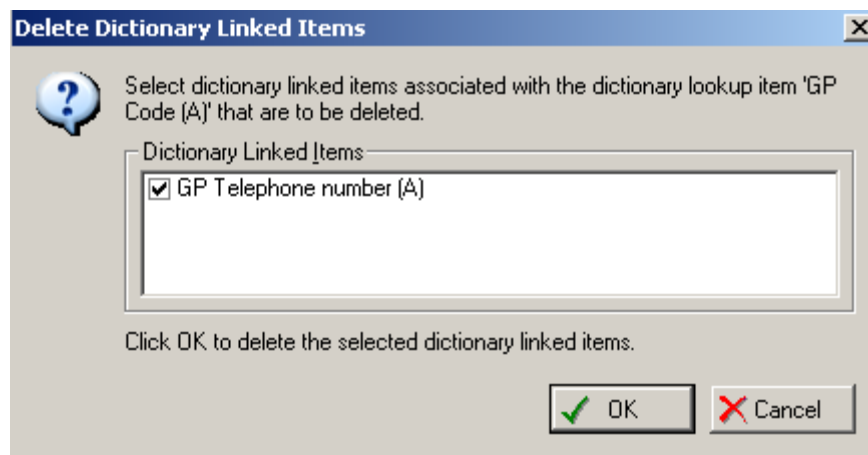 Delete Dictionary Linked Items
Select dictionary linked items associated with the dictionary lookup item 'GP
Code (A)' that are to be deleted.
Dictionary Linked Items
GP Telephone number (A)
Click OK to delete the selected dictionary linked items.
OK
Cancel